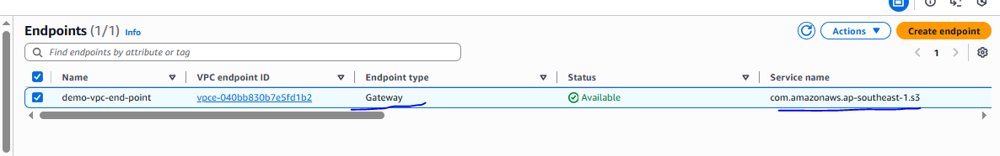 Endpoints (1/1) Info
Actions
Create endpoint
Find endpoints by attribute or tag
1
Name VPC endpoint ID Endpoint type Status Service name
demo-vpc-end-point vpce-040bb830b7e5fd1b2 Gateway Available com.amazonaws.ap-southeast-1.s3